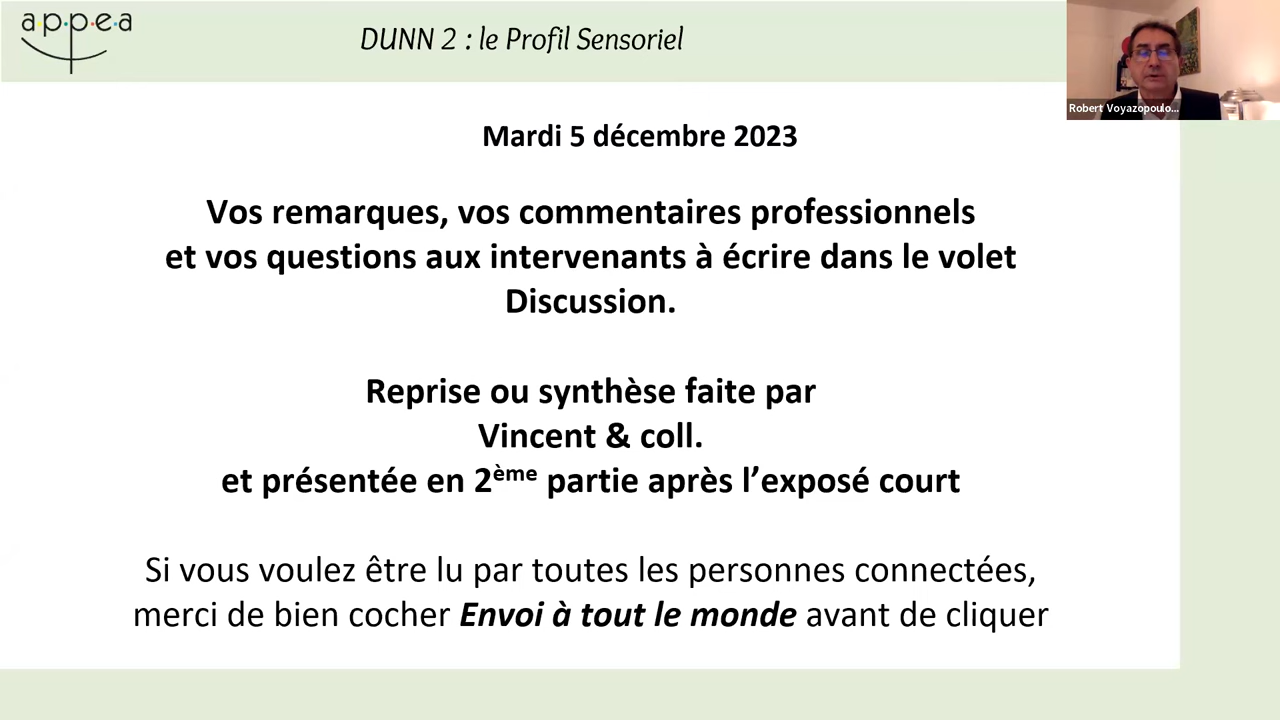 a·p·p·e·a
DUNN 2 : le Profil Sensoriel
Robert Voyazopoulo...
Mardi 5 décembre 2023
Vos remarques, vos commentaires professionnels
et vos questions aux intervenants à écrire dans le volet
Discussion.
Reprise ou synthèse faite par
Vincent & coll.
et présentée en 2ème partie après l’exposé court
Si vous voulez être lu par toutes les personnes connectées,
merci de bien cocher Envoi à tout le monde avant de cliquer